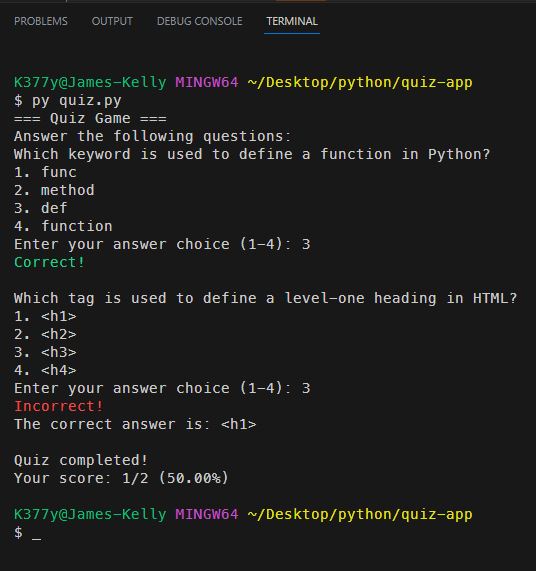 PROBLEMS OUTPUT DEBUG CONSOLE TERMINAL
K377y@James-Kelly MINGW64 ~/Desktop/python/quiz-app
$ py quiz.py
=== Quiz Game ===
Answer the following questions:
Which keyword is used to define a function in Python?
1. func
2. method
3. def
4. function
Enter your answer choice (1-4): 3
Correct!
Which tag is used to define a level-one heading in HTML?
1. <h1>
2. <h2>
3. <h3>
4. <h4>
Enter your answer choice (1-4): 3
Incorrect!
The correct answer is: <h1>
Quiz completed!
Your score: 1/2 (50.00%)
K377y@James-Kelly MINGW64 ~/Desktop/python/quiz-app
$ _